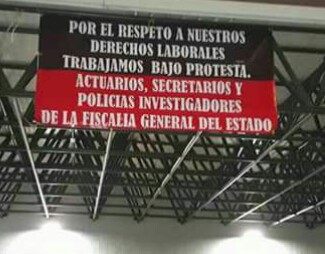 POR EL RESPETO A NUESTROS
DERECHOS LABORALES
TRABAJAMOS BAJO PROTESTA.
ACTUARIOS, SECRETARIOS Y
POLICIAS INVESTIGADORES
DE LA FISCALIA GENERAL DEL ESTADO